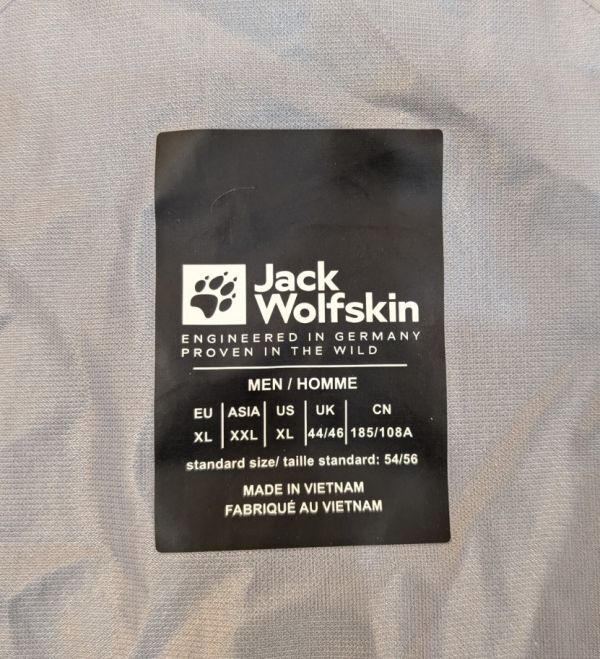 Jack
Wolfskin
ENGINEERED IN GERMANY
PROVEN IN THE WILD
MEN / HOMME
EU | ASIA | US | UK | CN
XL | XXL | XL | 44/46 | 185/108A
standard size/ taille standard: 54/56
MADE IN VIETNAM
FABRIQUÉ AU VIETNAM